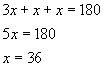 3x + x + x = 180
5x = 180
x = 36